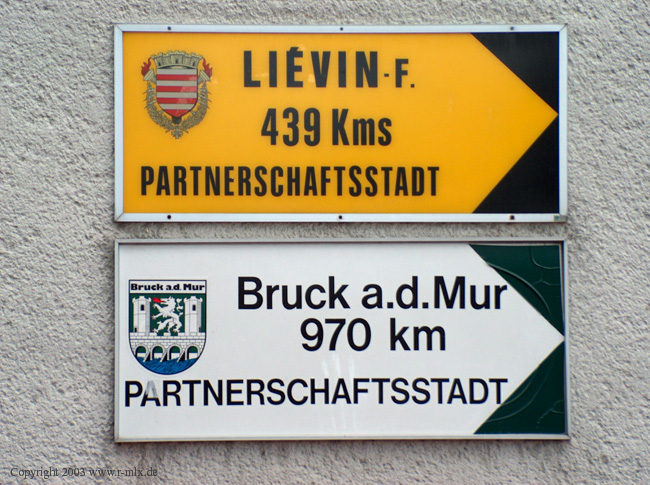 LIÉVIN-F.
439 Kms
PARTNERSCHAFTSSTADT
Bruck a.d. Mur
Bruck a.d.Mur
970 km
PARTNERSCHAFTSSTADT
Copyright 2003 www.r-mlx.de